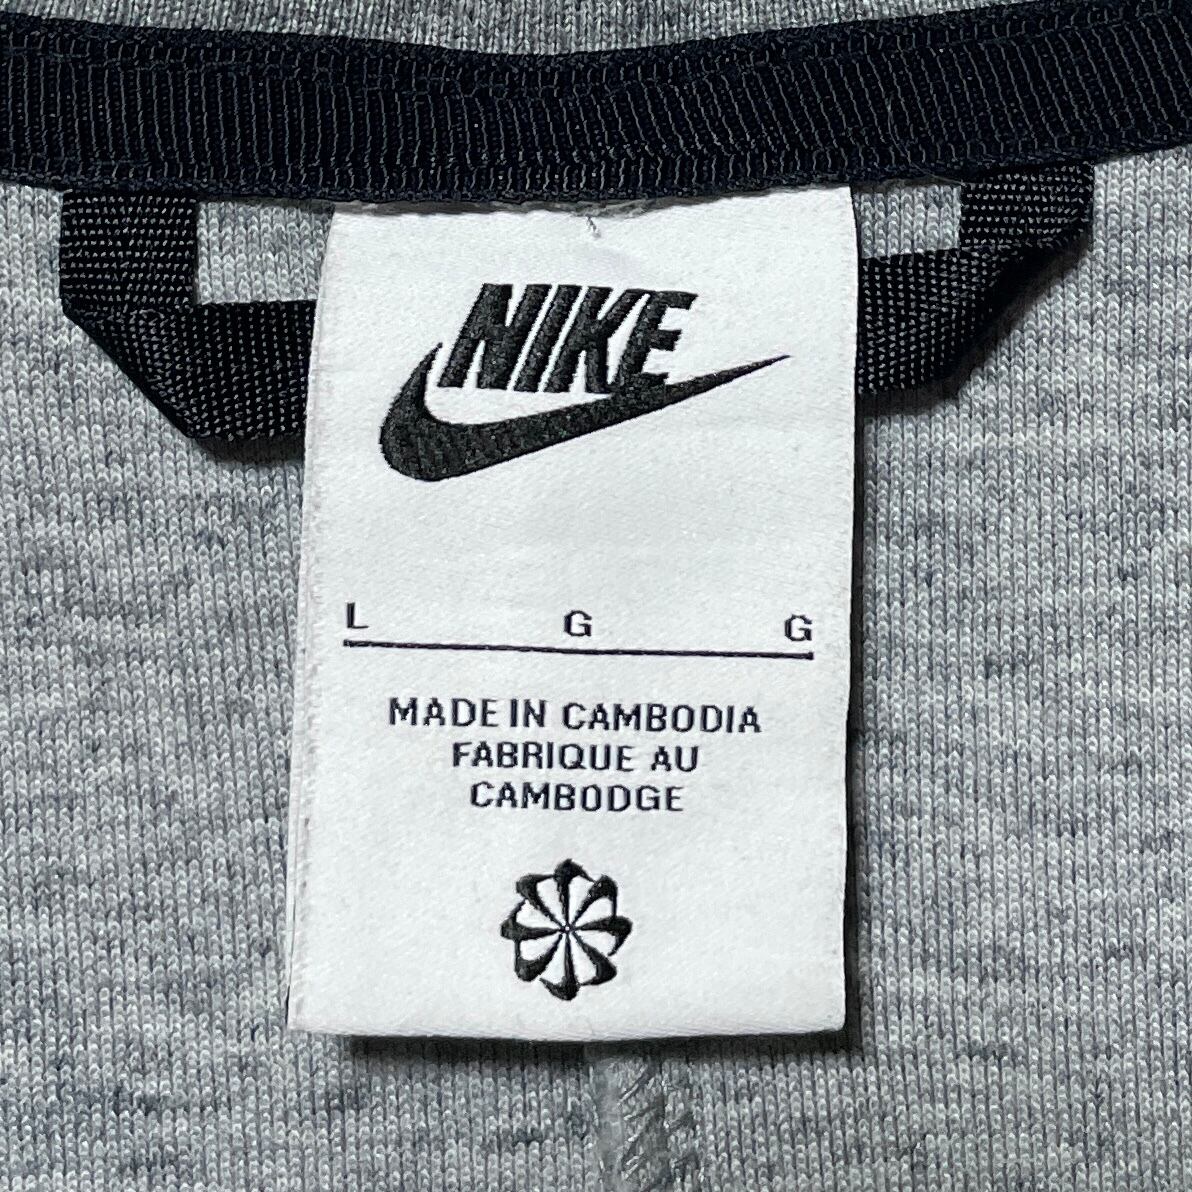 NIKE
L G G
MADE IN CAMBODIA
FABRIQUE AU
CAMBODGE